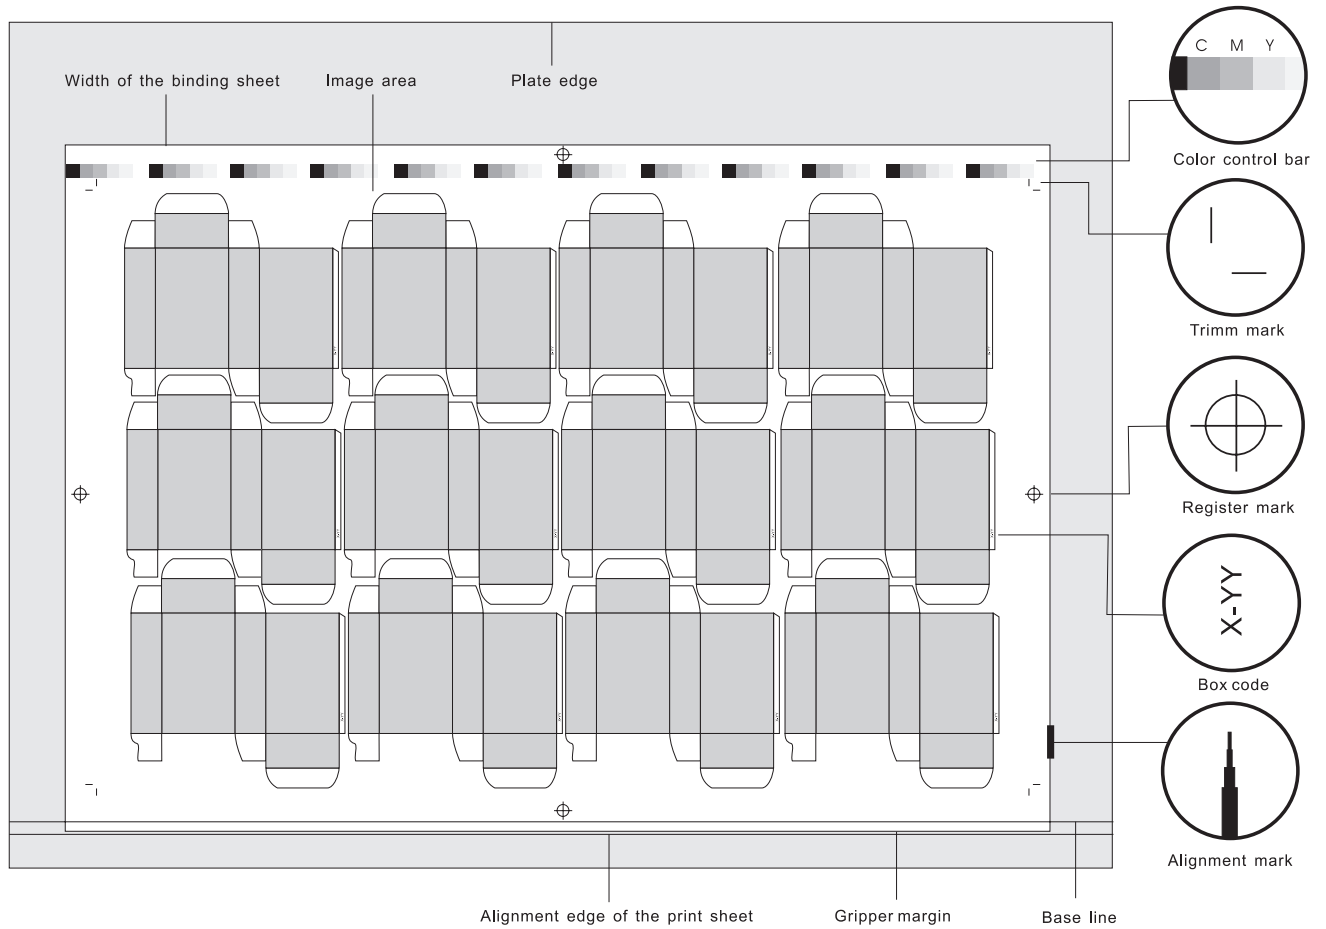 C M Y
Width of the binding sheet
Image area
Plate edge
Color control bar
Trimm mark
Register mark
X-YY
Box code
Alignment mark
Alignment edge of the print sheet
Gripper margin
Base line